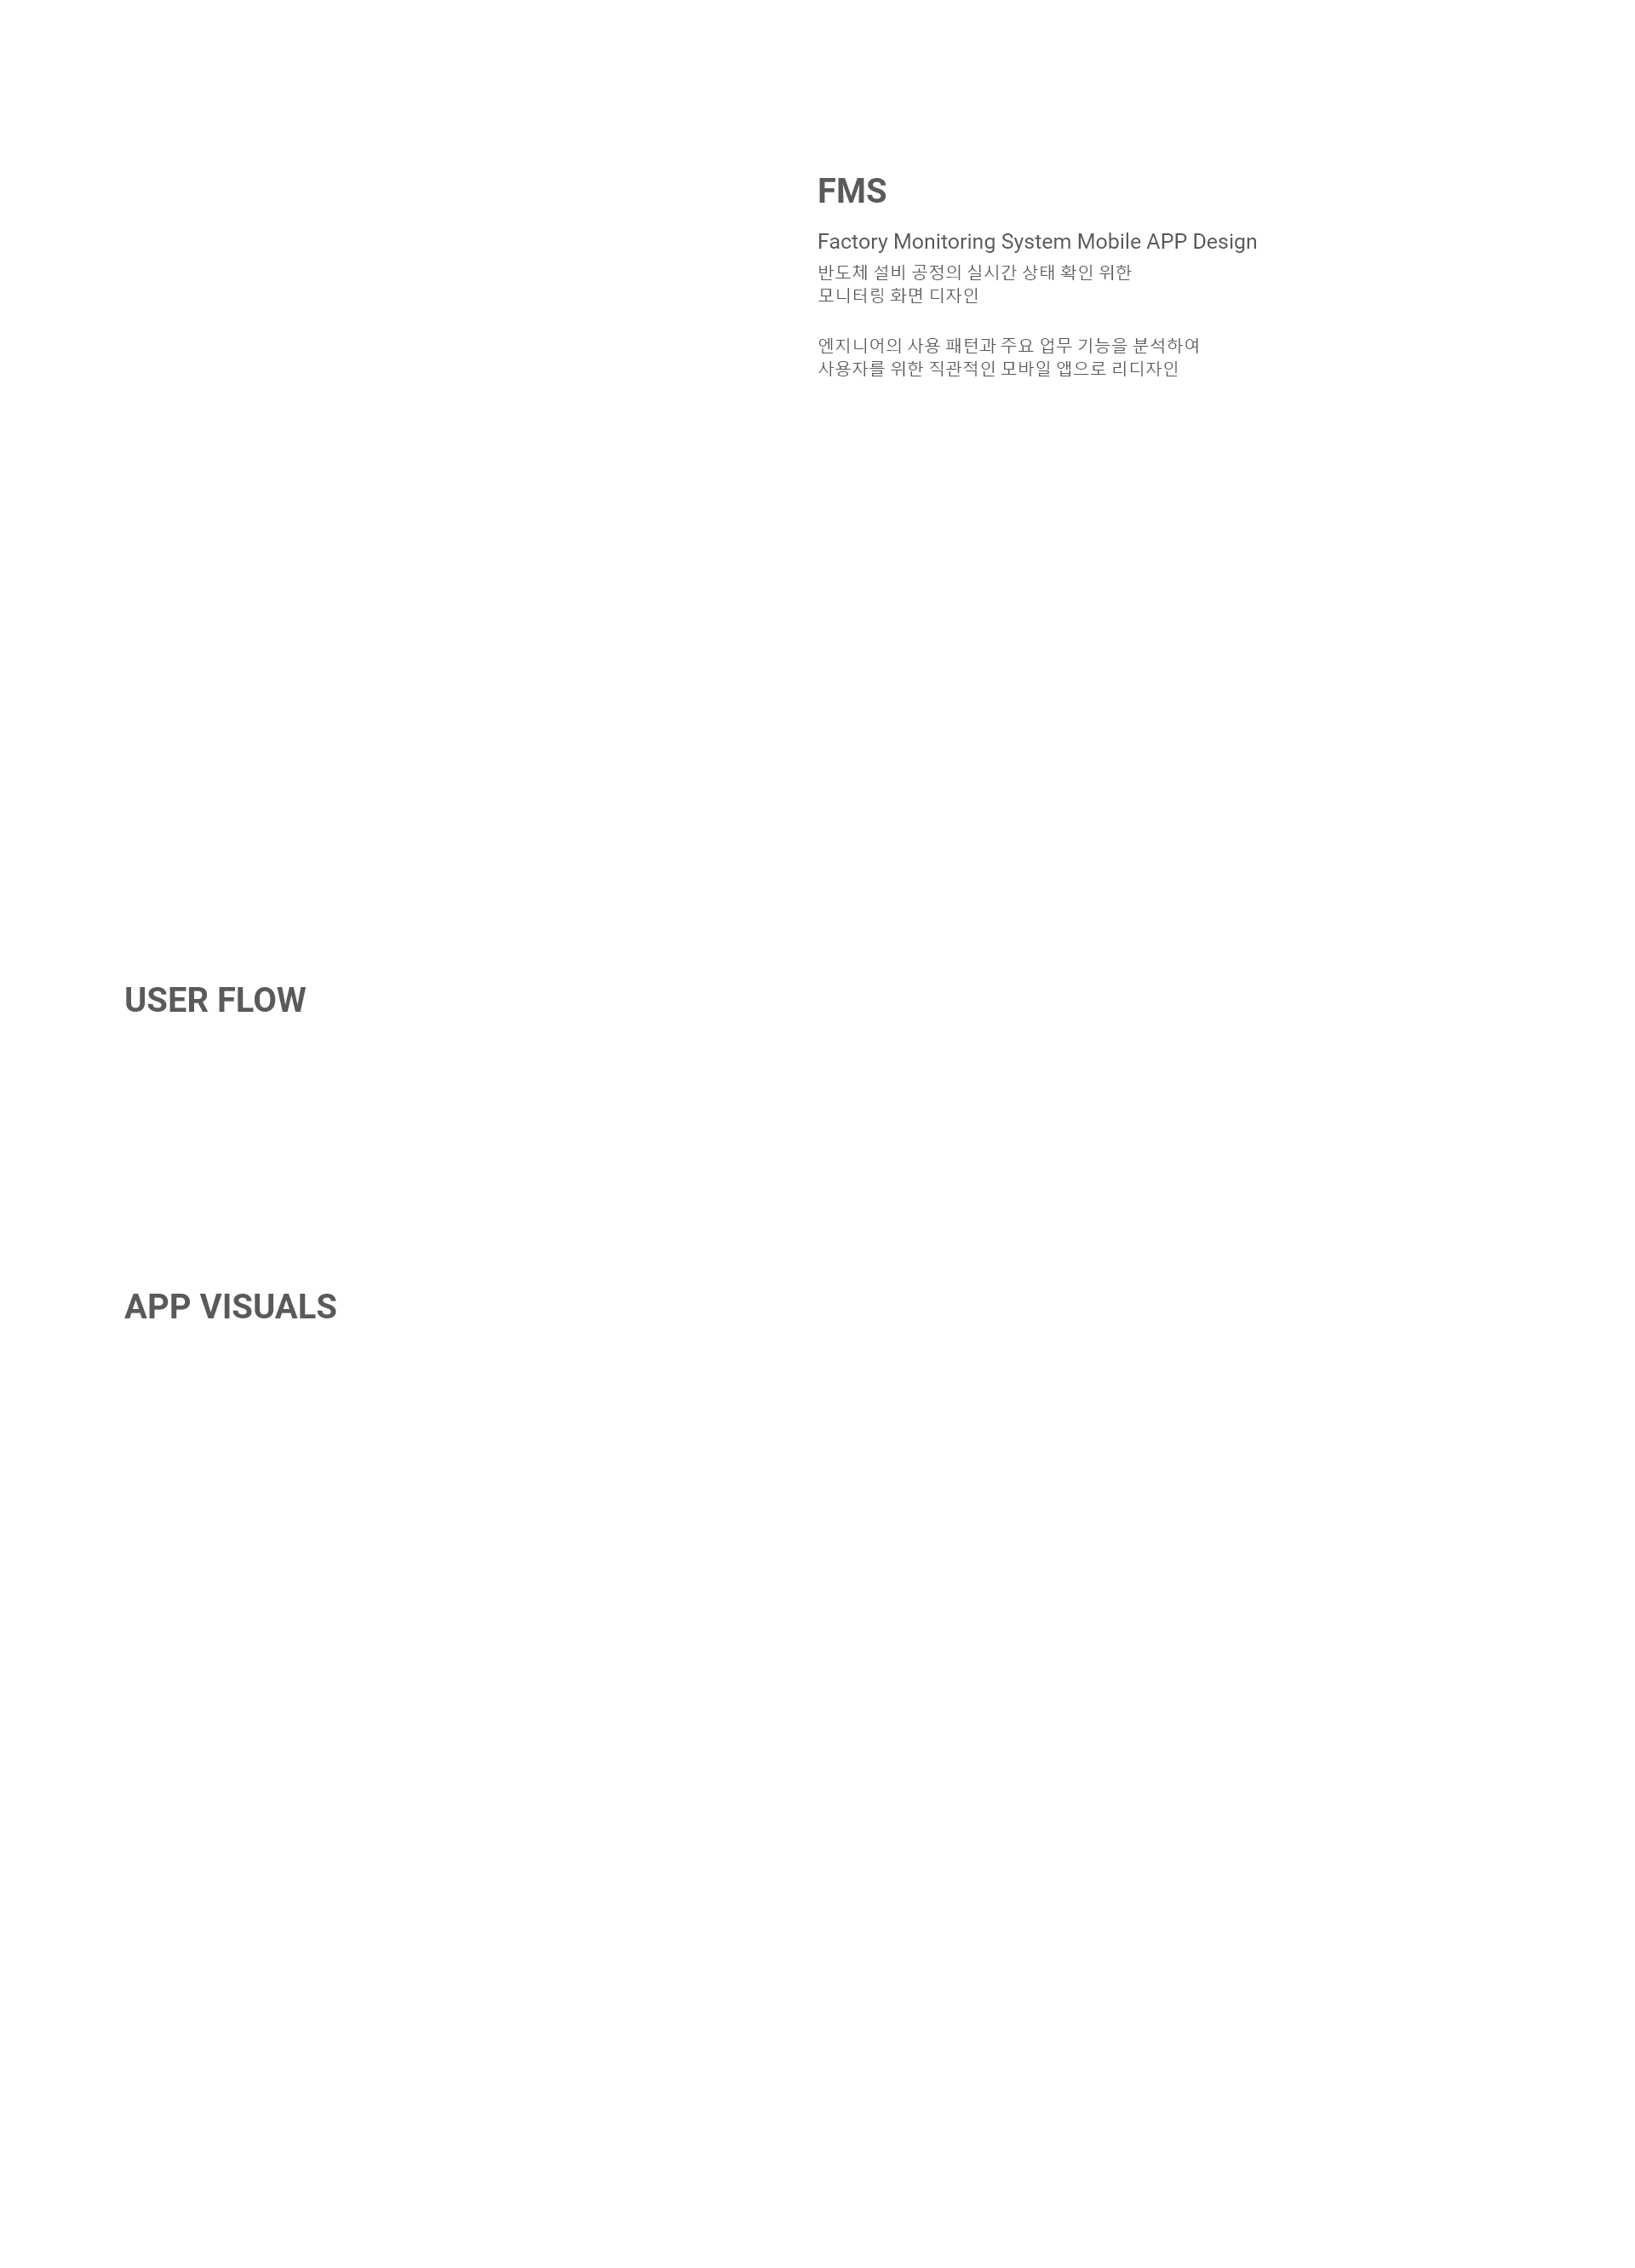 FMS
Factory Monitoring System Mobile APP Design
반도체 설비 공정의 실시간 상태 확인 위한
모니터링 화면 디자인
엔지니어의 사용 패턴과 주요 업무 기능을 분석하여
사용자를 위한 직관적인 모바일 앱으로 리디자인
USER FLOW
APP VISUALS